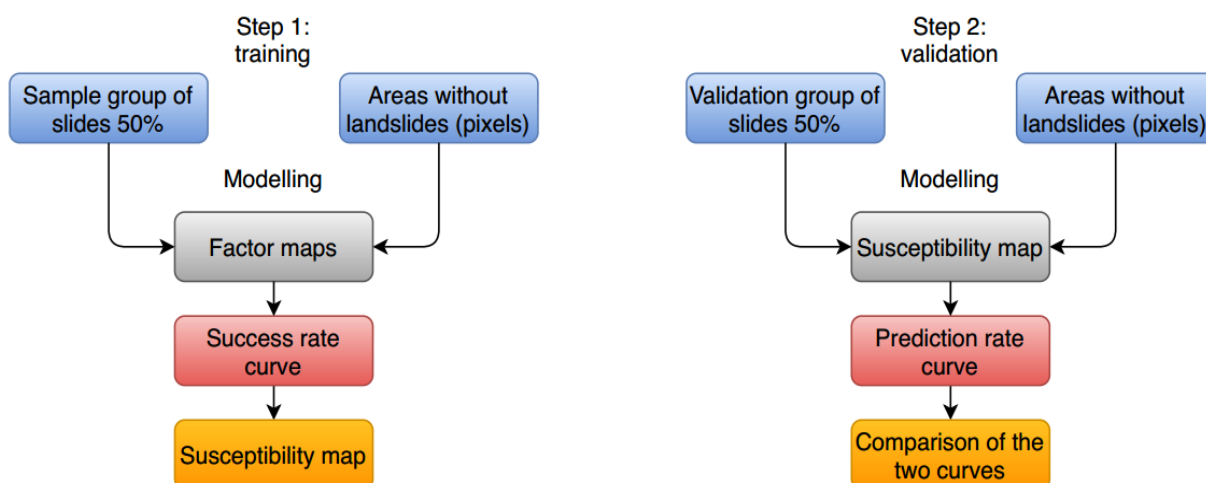 Step 1:
training
Sample group of
slides 50%
Areas without
landslides (pixels)
Modelling
Factor maps
Success rate
curve
Susceptibility map
Step 2:
validation
Validation group of
slides 50%
Areas without
landslides (pixels)
Modelling
Susceptibility map
Prediction rate
curve
Comparison of the
two curves